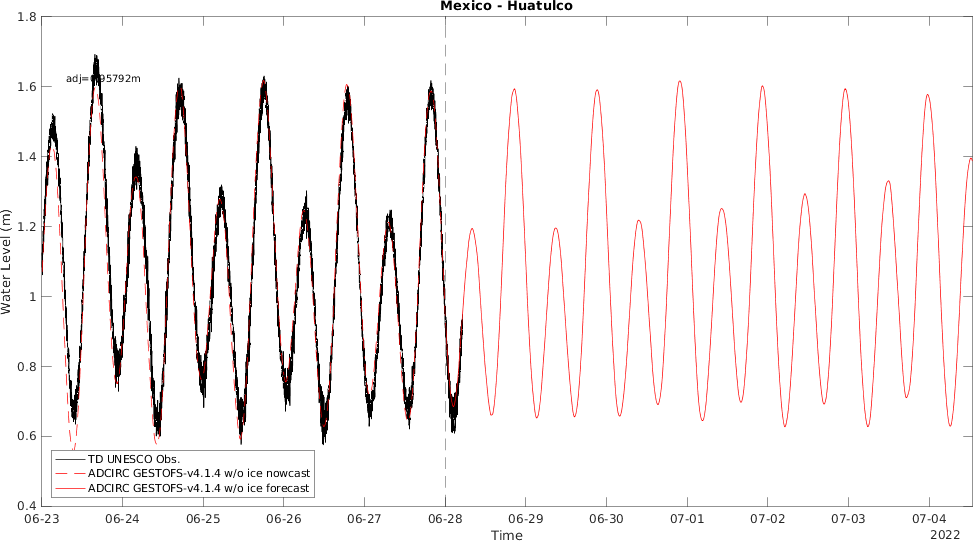 Mexico - Huatulco
1.8
1.6
1.4
1.2
1
0.8
0.6
0.4
Water Level (m)
adj=0.95792m
TD UNESCO Obs.
ADCIRC GESTOFS-v4.1.4 w/o ice nowcast
ADCIRC GESTOFS-v4.1.4 w/o ice forecast
06-23 06-24 06-25 06-26 06-27 06-28 06-29 06-30 07-01 07-02 07-03 07-04
Time
2022